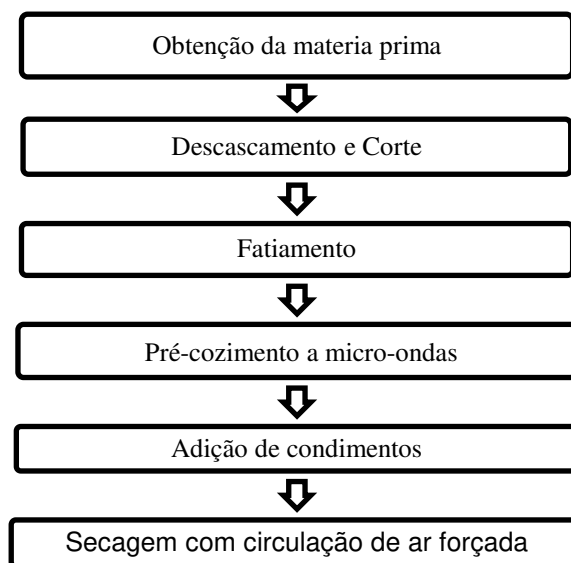 Obtenção da materia prima
Descascamento e Corte
Fatiamento
Pré-cozimento a micro-ondas
Adição de condimentos
Secagem com circulação de ar forçada